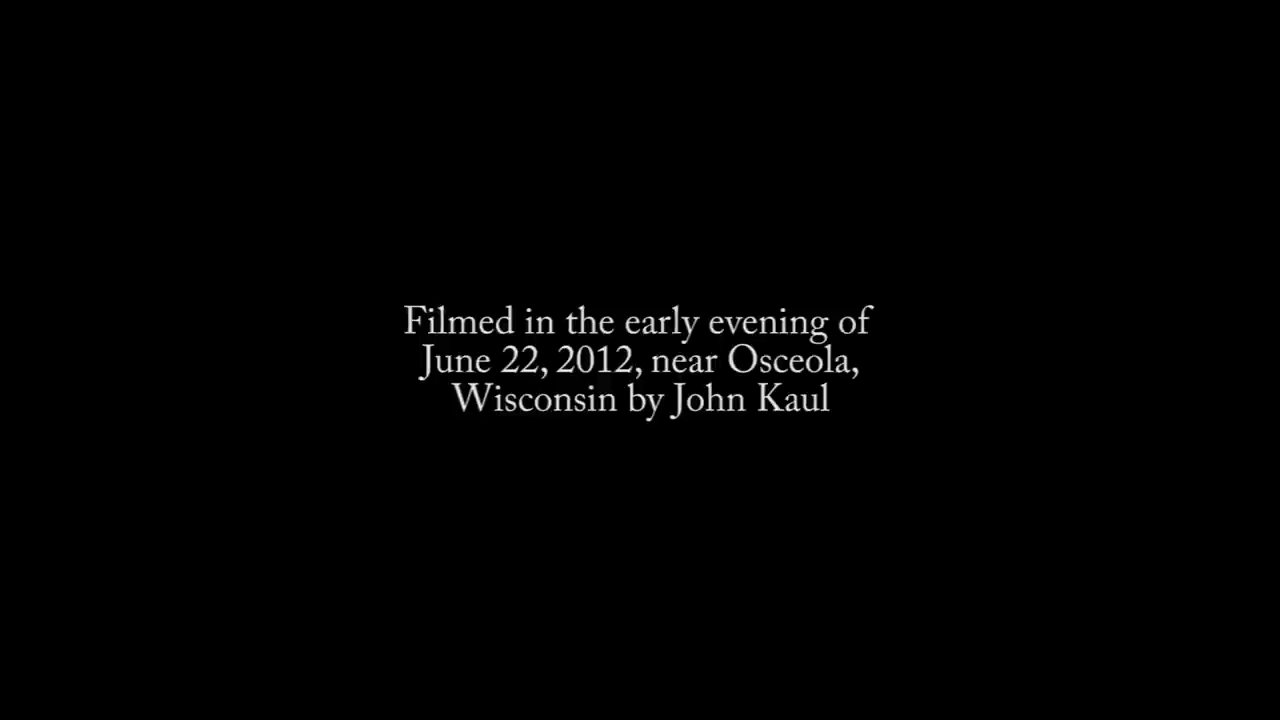 Filmed in the early evening of
June 22, 2012, near Osceola,
Wisconsin by John Kaul